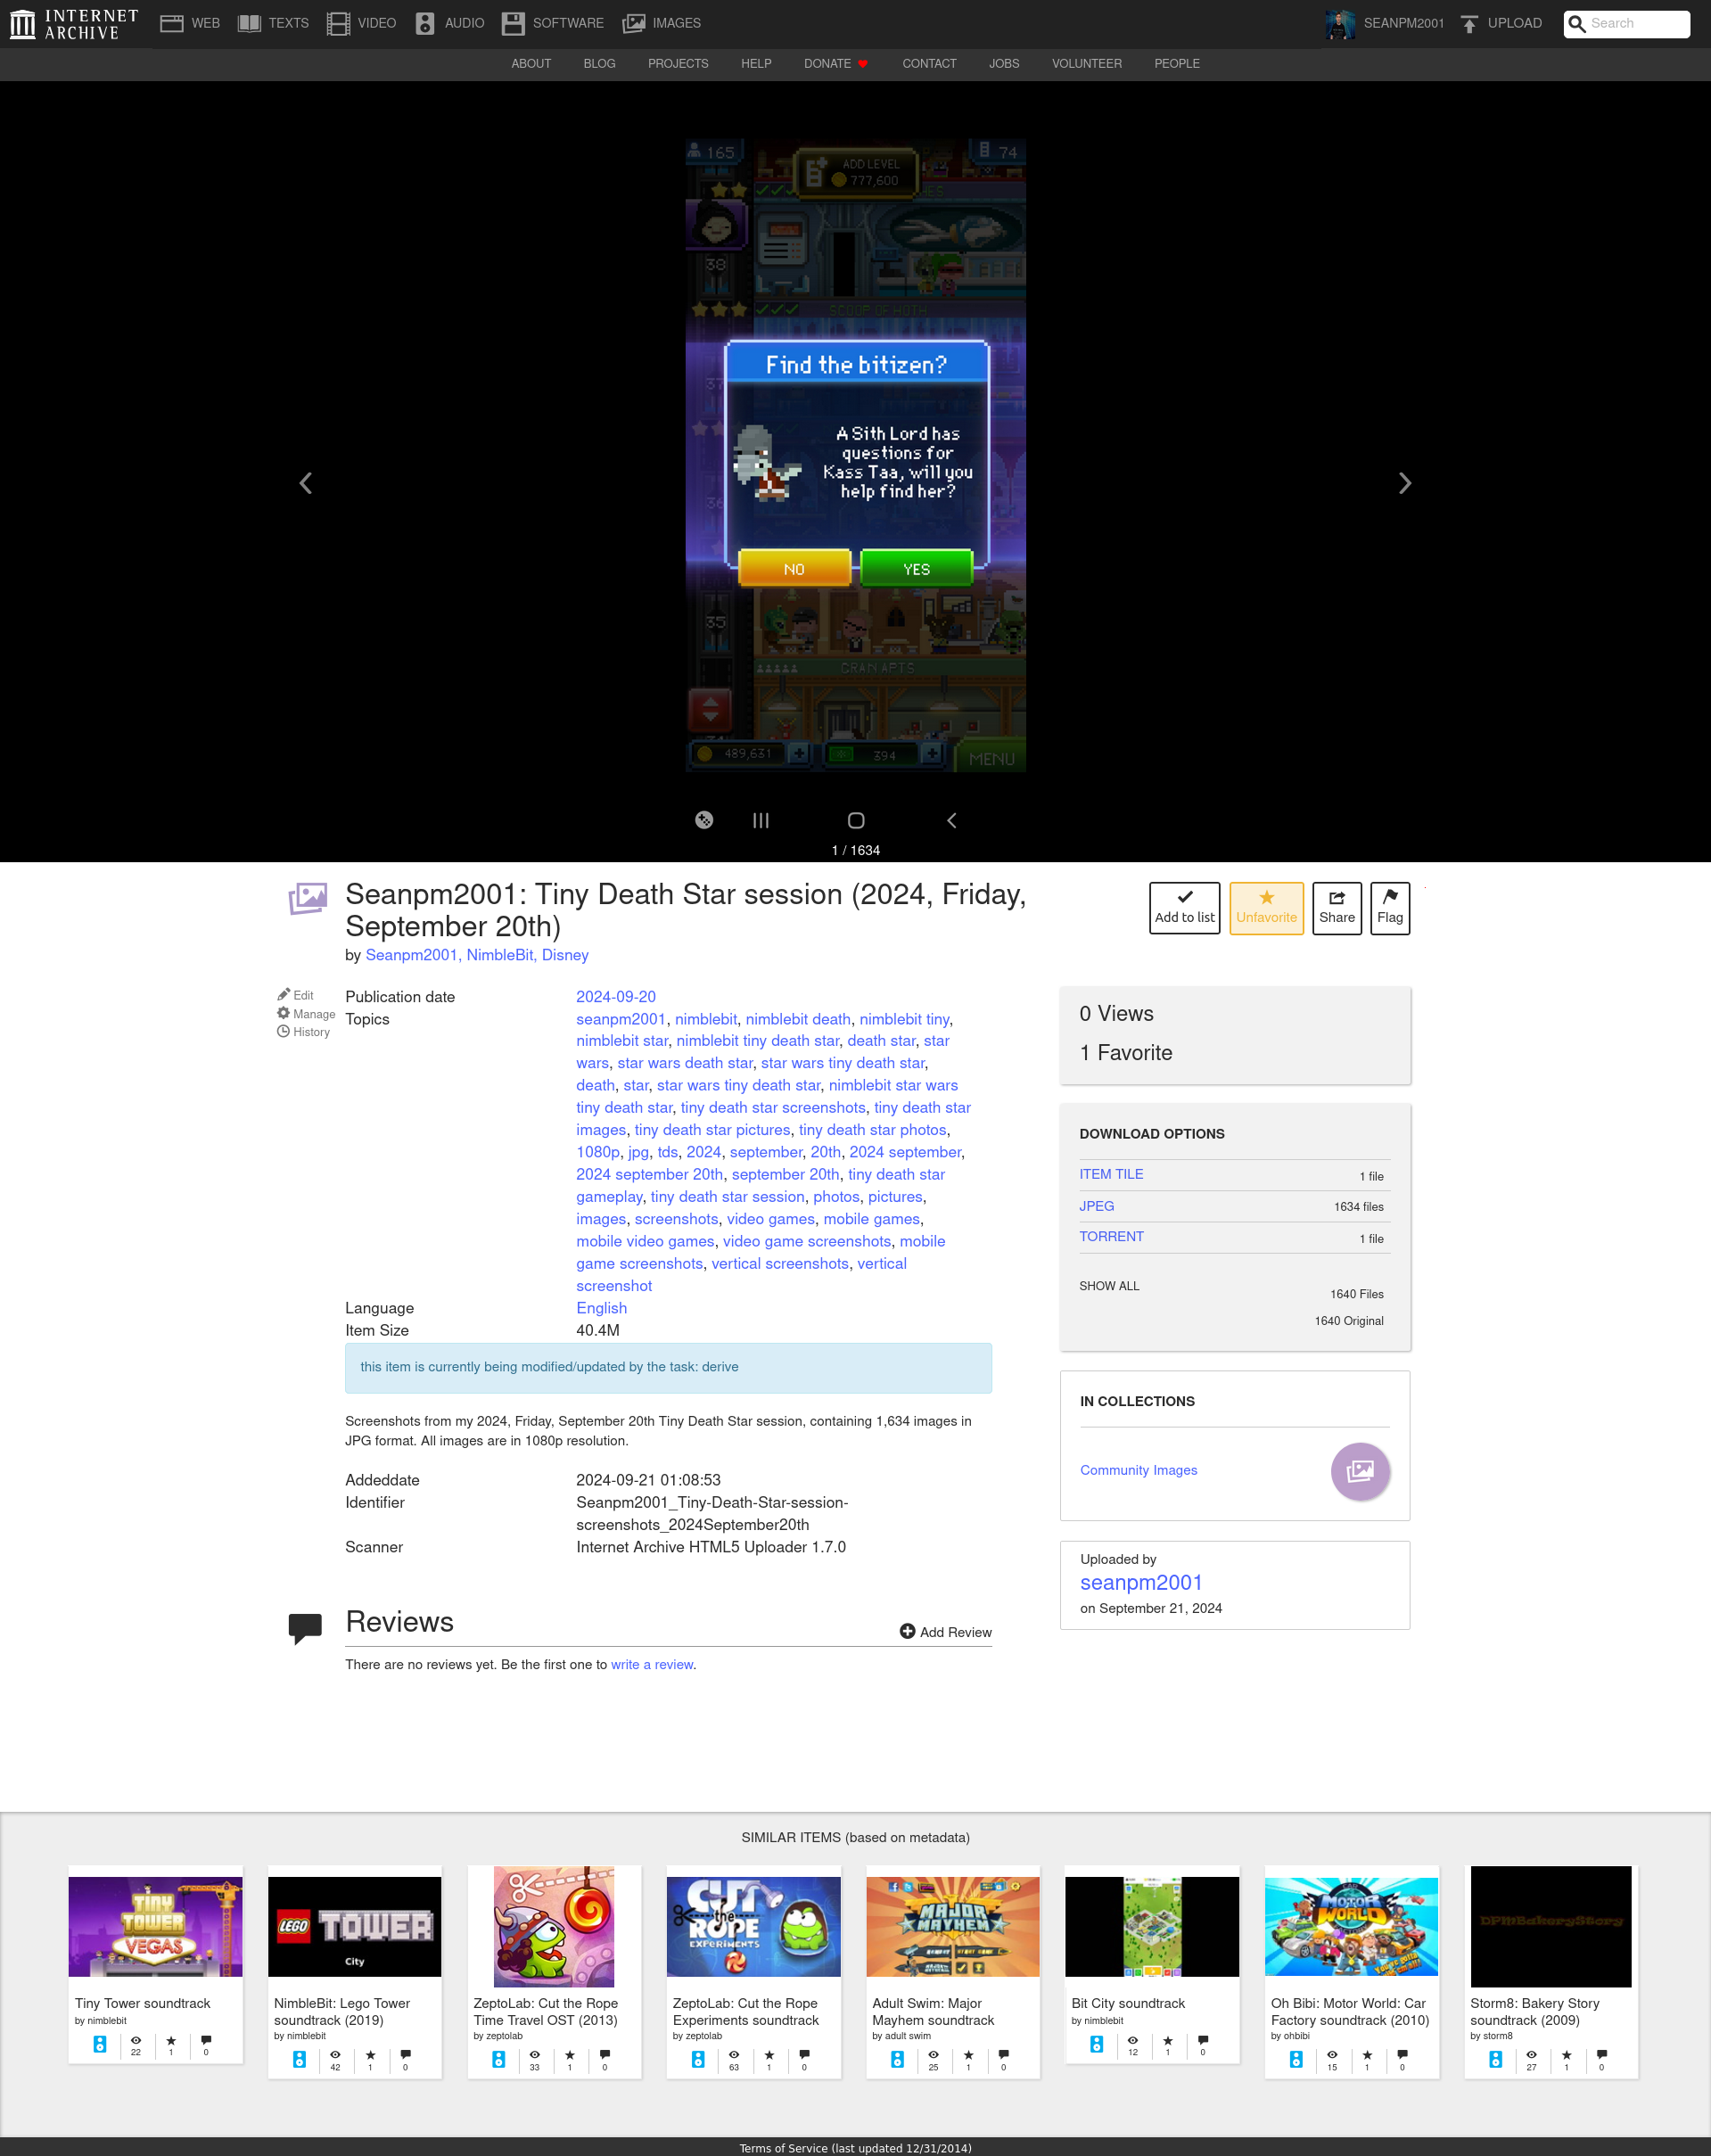 INTERNET ARCHIVE
WEB TEXTS VIDEO AUDIO SOFTWARE IMAGES SEANPM2001 UPLOAD Search
ABOUT BLOG PROJECTS HELP DONATE CONTACT JOBS VOLUNTEER PEOPLE
165 ADD LEVEL 74
777,600
38
SCOOP OF HOTH
37
Find the bitizen?
A Sith Lord has
questions for
Kass Taa, will you
help find her?
36
NO YES
35
GRAN APTS
489,631 394 MENU
1 / 1634
Seanpm2001: Tiny Death Star session (2024, Friday,
September 20th)
by Seanpm2001, NimbleBit, Disney
Add to list Unfavorite Share Flag
Edit
Manage
History
Publication date 2024-09-20
Topics seanpm2001, nimblebit, nimblebit death, nimblebit tiny,
nimblebit star, nimblebit tiny death star, death star, star
wars, star wars death star, star wars tiny death star,
death, star, star wars tiny death star, nimblebit star wars
tiny death star, tiny death star screenshots, tiny death star
images, tiny death star pictures, tiny death star photos,
1080p, jpg, tds, 2024, september, 20th, 2024 september,
2024 september 20th, september 20th, tiny death star
gameplay, tiny death star session, photos, pictures,
images, screenshots, video games, mobile games,
mobile video games, video game screenshots, mobile
game screenshots, vertical screenshots, vertical
screenshot
Language English
Item Size 40.4M
this item is currently being modified/updated by the task: derive
Screenshots from my 2024, Friday, September 20th Tiny Death Star session, containing 1,634 images in
JPG format. All images are in 1080p resolution.
Addeddate 2024-09-21 01:08:53
Identifier Seanpm2001_Tiny-Death-Star-session-
screenshots_2024September20th
Scanner Internet Archive HTML5 Uploader 1.7.0
Reviews
Add Review
There are no reviews yet. Be the first one to write a review.
0 Views
1 Favorite
DOWNLOAD OPTIONS
ITEM TILE 1 file
JPEG 1634 files
TORRENT 1 file
SHOW ALL 1640 Files
1640 Original
IN COLLECTIONS
Community Images
Uploaded by
seanpm2001
on September 21, 2024
SIMILAR ITEMS (based on metadata)
TINY TOWER VEGAS
Tiny Tower soundtrack
by nimblebit
22 1 0
LEGO TOWER
City
NimbleBit: Lego Tower
soundtrack (2019)
by nimblebit
42 1 0
ZeptoLab: Cut the Rope
Time Travel OST (2013)
by zeptolab
33 1 0
CUT the ROPE EXPERIMENTS
ZeptoLab: Cut the Rope
Experiments soundtrack
by zeptolab
63 1 0
MAJOR MAYHEM
Adult Swim: Major
Mayhem soundtrack
by adult swim
25 1 0
Bit City soundtrack
by nimblebit
12 1 0
MOTOR WORLD
Oh Bibi: Motor World: Car
Factory soundtrack (2010)
by ohbibi
15 1 0
DPMBakeryStory
Storm8: Bakery Story
soundtrack (2009)
by storm8
27 1 0
Terms of Service (last updated 12/31/2014)